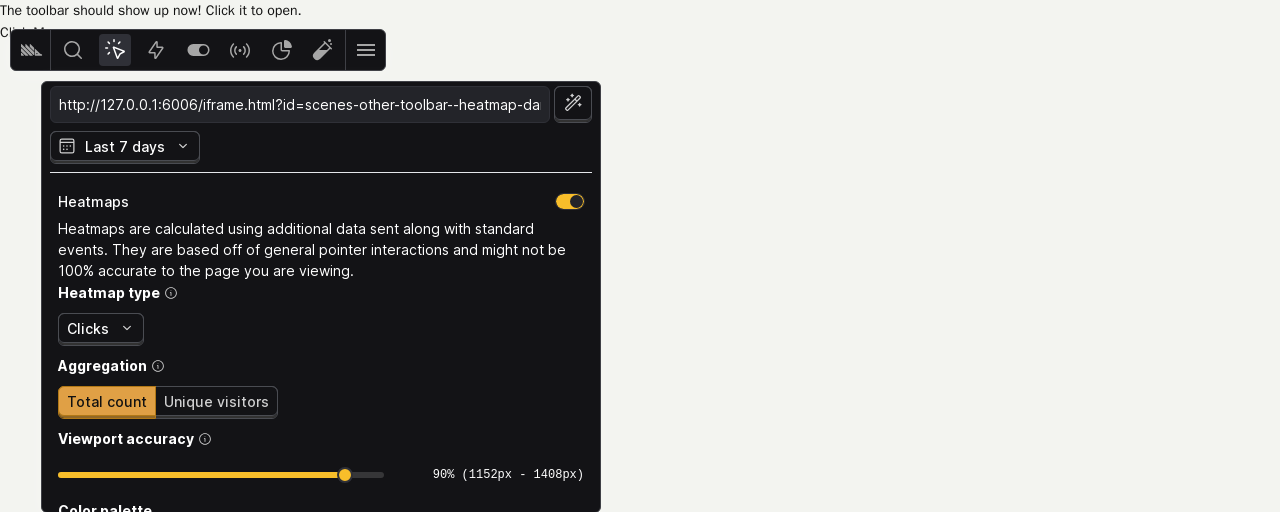 The toolbar should show up now! Click it to open.
http://127.0.0.1:6006/iframe.html?id=scenes-other-toolbar--heatmap-da
Last 7 days
Heatmaps
Heatmaps are calculated using additional data sent along with standard
events. They are based off of general pointer interactions and might not be
100% accurate to the page you are viewing.
Heatmap type
Clicks
Aggregation
Total count Unique visitors
Viewport accuracy
90% (1152px - 1408px)
Color palette